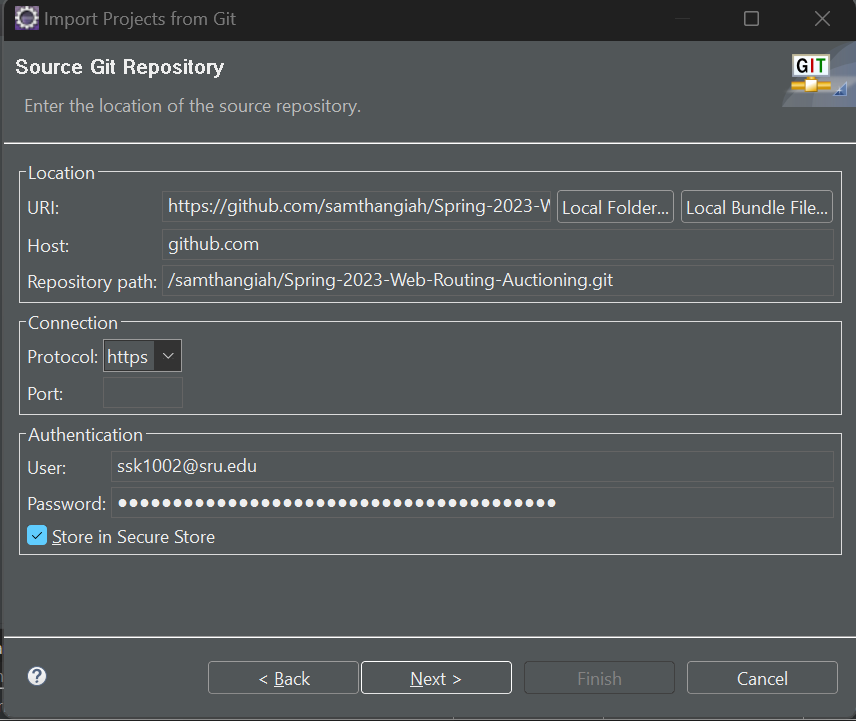 Import Projects from Git
Source Git Repository
GIT
Enter the location of the source repository.
Location
URI: https://github.com/samthangiah/Spring-2023-W Local Folder... Local Bundle File...
Host: github.com
Repository path: /samthangiah/Spring-2023-Web-Routing-Auctioning.git
Connection
Protocol: https
Port:
Authentication
User: ssk1002@sru.edu
Password: ●●●●●●●●●●●●●●●●●●●●●●●●●●●●●●●●●●●●●●●●
Store in Secure Store
? < Back Next > Finish Cancel